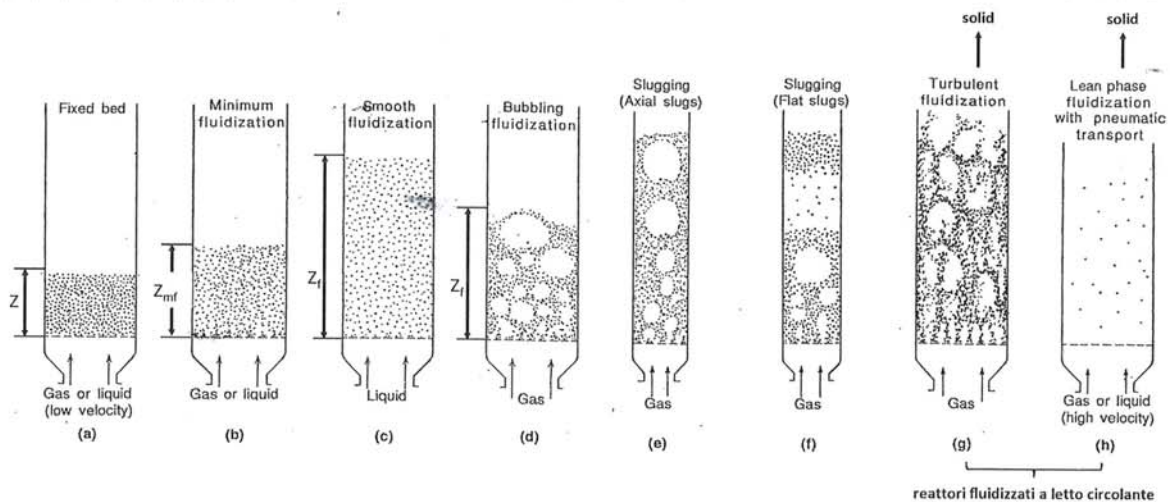 solid
solid
Fixed bed
Minimum
fluidization
Smooth
fluidization
Bubbling
fluidization
Slugging
(Axial slugs)
Slugging
(Flat slugs)
Turbulent
fluidization
Lean phase
fluidization
with pneumatic
transport
Z
Zmf
Zf
Zf
Gas or liquid
(low velocity)
Gas or liquid
Liquid
Gas
Gas
Gas
Gas
Gas or liquid
(high velocity)
(a)
(b)
(c)
(d)
(e)
(f)
(g)
(h)
reattori fluidizzati a letto circolante